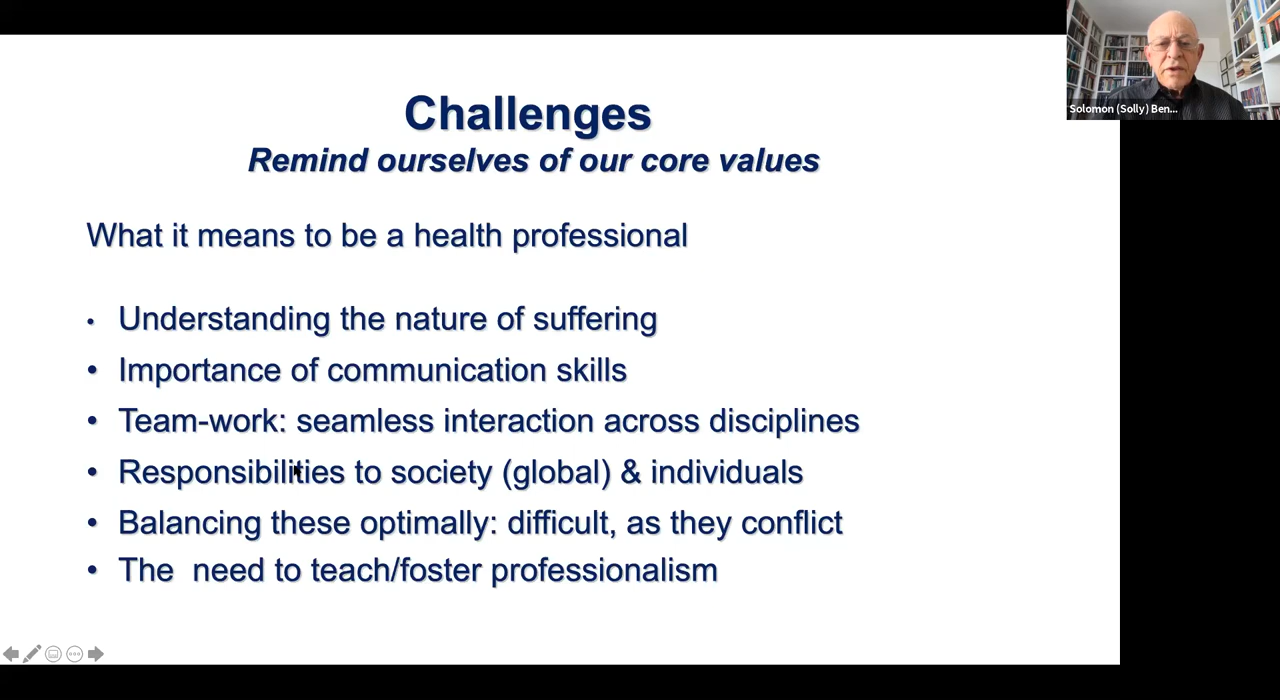 Solomon (Solly) Ben...
Challenges
Remind ourselves of our core values
What it means to be a health professional
• Understanding the nature of suffering
• Importance of communication skills
• Team-work: seamless interaction across disciplines
• Responsibilities to society (global) & individuals
• Balancing these optimally: difficult, as they conflict
• The  need to teach/foster professionalism